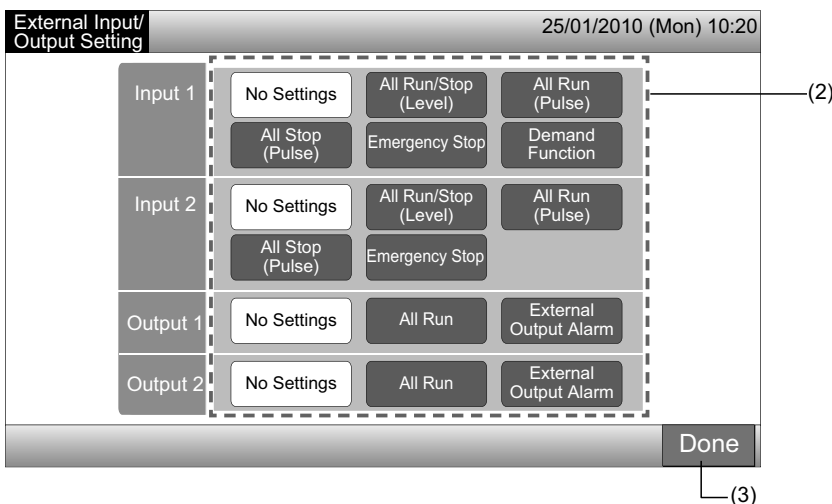 External Input/
Output Setting
25/01/2010 (Mon) 10:20
Input 1
No Settings
All Run/Stop
(Level)
All Run
(Pulse)
All Stop
(Pulse)
Emergency Stop
Demand
Function
(2)
Input 2
No Settings
All Run/Stop
(Level)
All Run
(Pulse)
All Stop
(Pulse)
Emergency Stop
Output 1
No Settings
All Run
External
Output Alarm
Output 2
No Settings
All Run
External
Output Alarm
Done
(3)